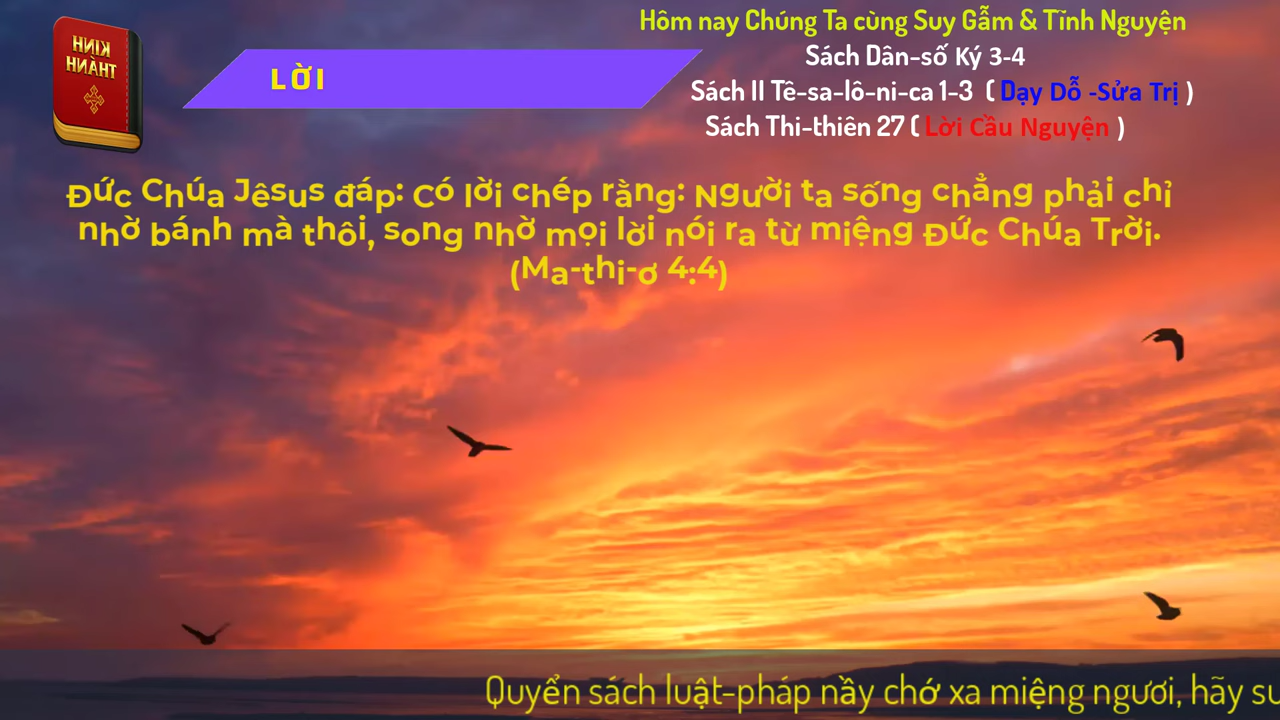 KINH
THÁNH
LỜI
Hôm nay Chúng Ta cùng Suy Gẫm & Tĩnh Nguyện
Sách Dân-số Ký 3-4
Sách II Tê-sa-lô-ni-ca 1-3 ( Dạy Dỗ -Sửa Trị )
Sách Thi-thiên 27 ( Lời Cầu Nguyện )
Đức Chúa Jêsus đáp: Có lời chép rằng: Người ta sống chẳng phải chỉ
nhờ bánh mà thôi, song nhờ mọi lời nói ra từ miệng Đức Chúa Trời.
(Ma-thi-ơ 4:4)
Quyển sách luật-pháp nầy chớ xa miệng ngươi, hãy su